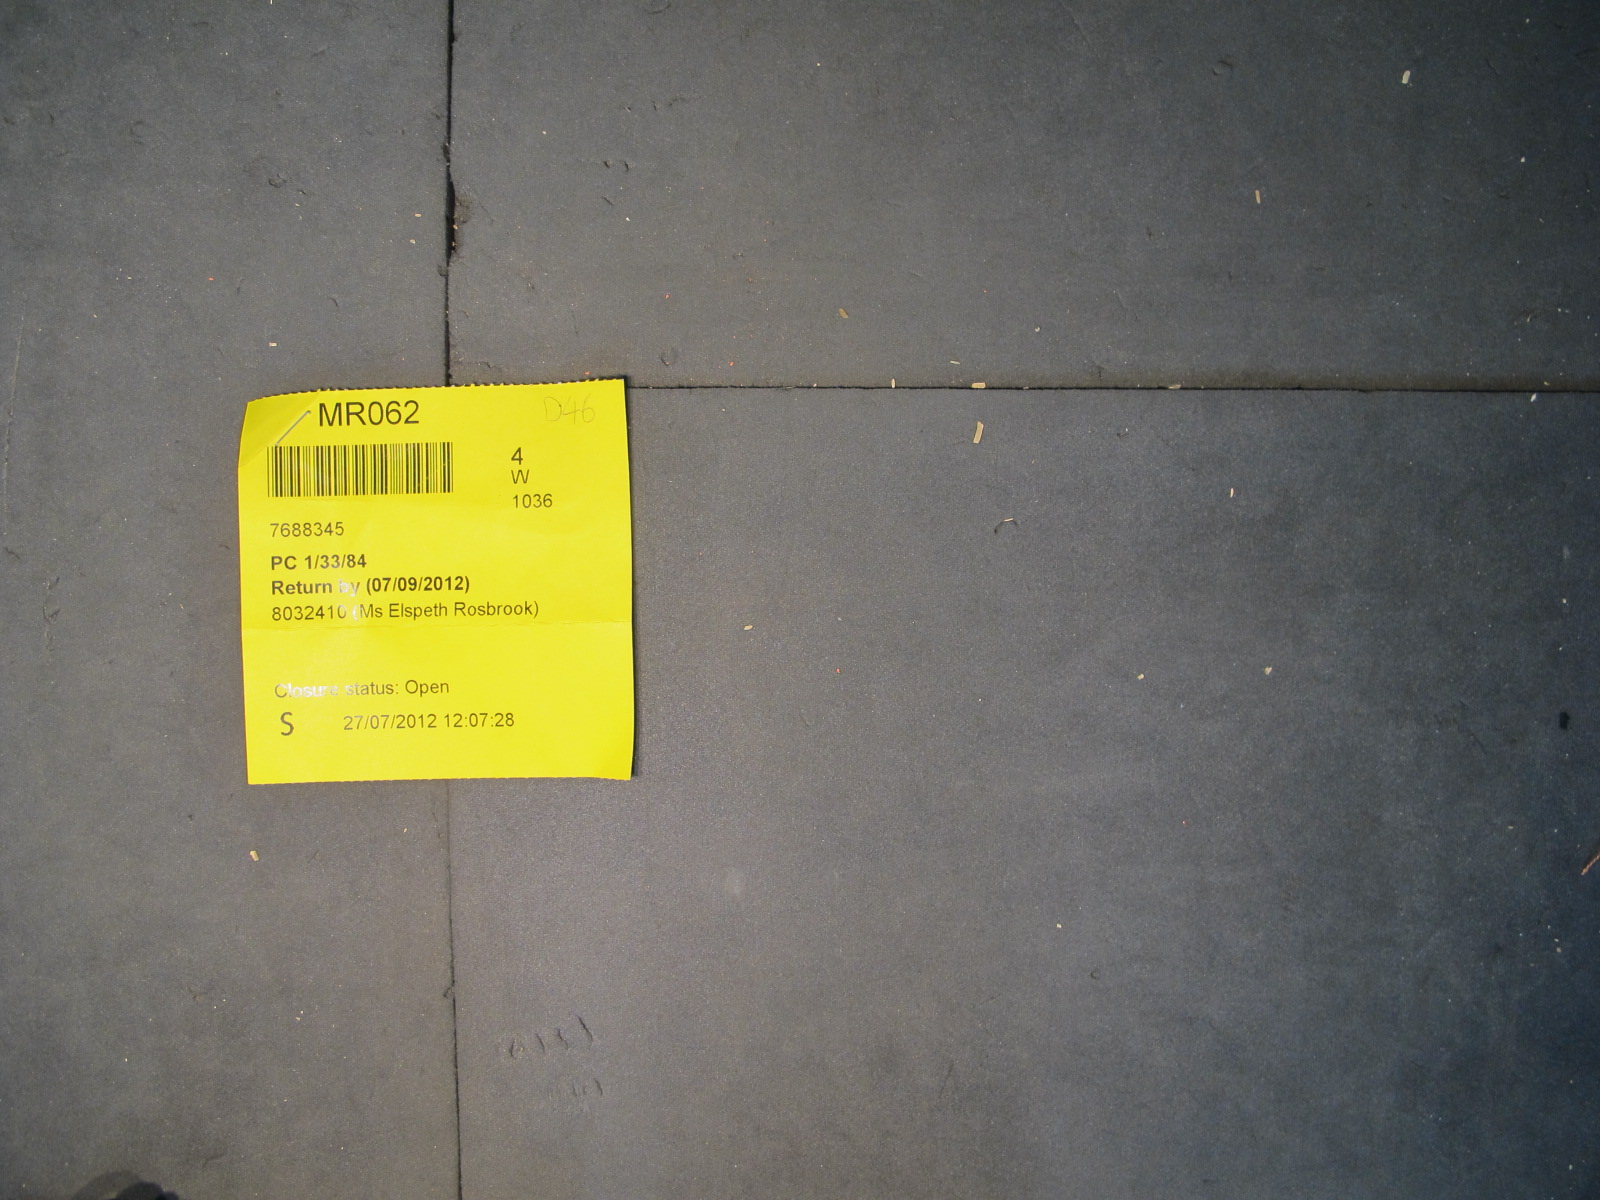 MR062
D46
4
W
1036
7688345
PC 1/33/84
Return by (07/09/2012)
8032410 (Ms Elspeth Rosbrook)
Closure status: Open
S 27/07/2012 12:07:28